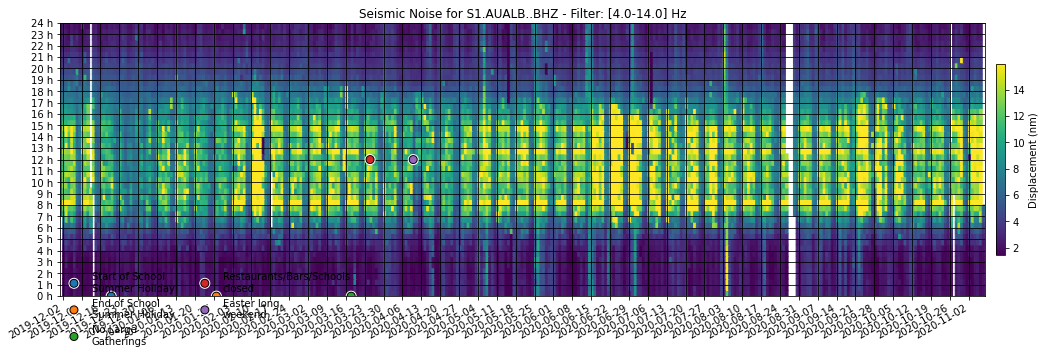 Seismic Noise for S1.AUALB..BHZ - Filter: [4.0-14.0] Hz
24 h
23 h
22 h
21 h
20 h
19 h
18 h
17 h
16 h
15 h
14 h
13 h
12 h
11 h
10 h
9 h
8 h
7 h
6 h
5 h
4 h
3 h
2 h
1 h
0 h
14
12
10
8
6
4
2
Displacement (nm)
Start of School
Summer Holiday
End of School
Summer Holiday
No Large
Gatherings
Restaurants/Bars/Schools
closed
Easter long
weekend
2019-12-02
2020-03-23
2020-03-30
2020-04-06
2020-04-13
2020-04-20
2020-04-27
2020-05-04
2020-05-11
2020-05-18
2020-05-25
2020-06-01
2020-06-08
2020-06-15
2020-06-22
2020-06-29
2020-07-06
2020-07-13
2020-07-20
2020-07-27
2020-08-03
2020-08-10
2020-08-17
2020-08-24
2020-08-31
2020-09-07
2020-09-14
2020-09-21
2020-09-28
2020-10-05
2020-10-12
2020-10-19
2020-10-26
2020-11-02